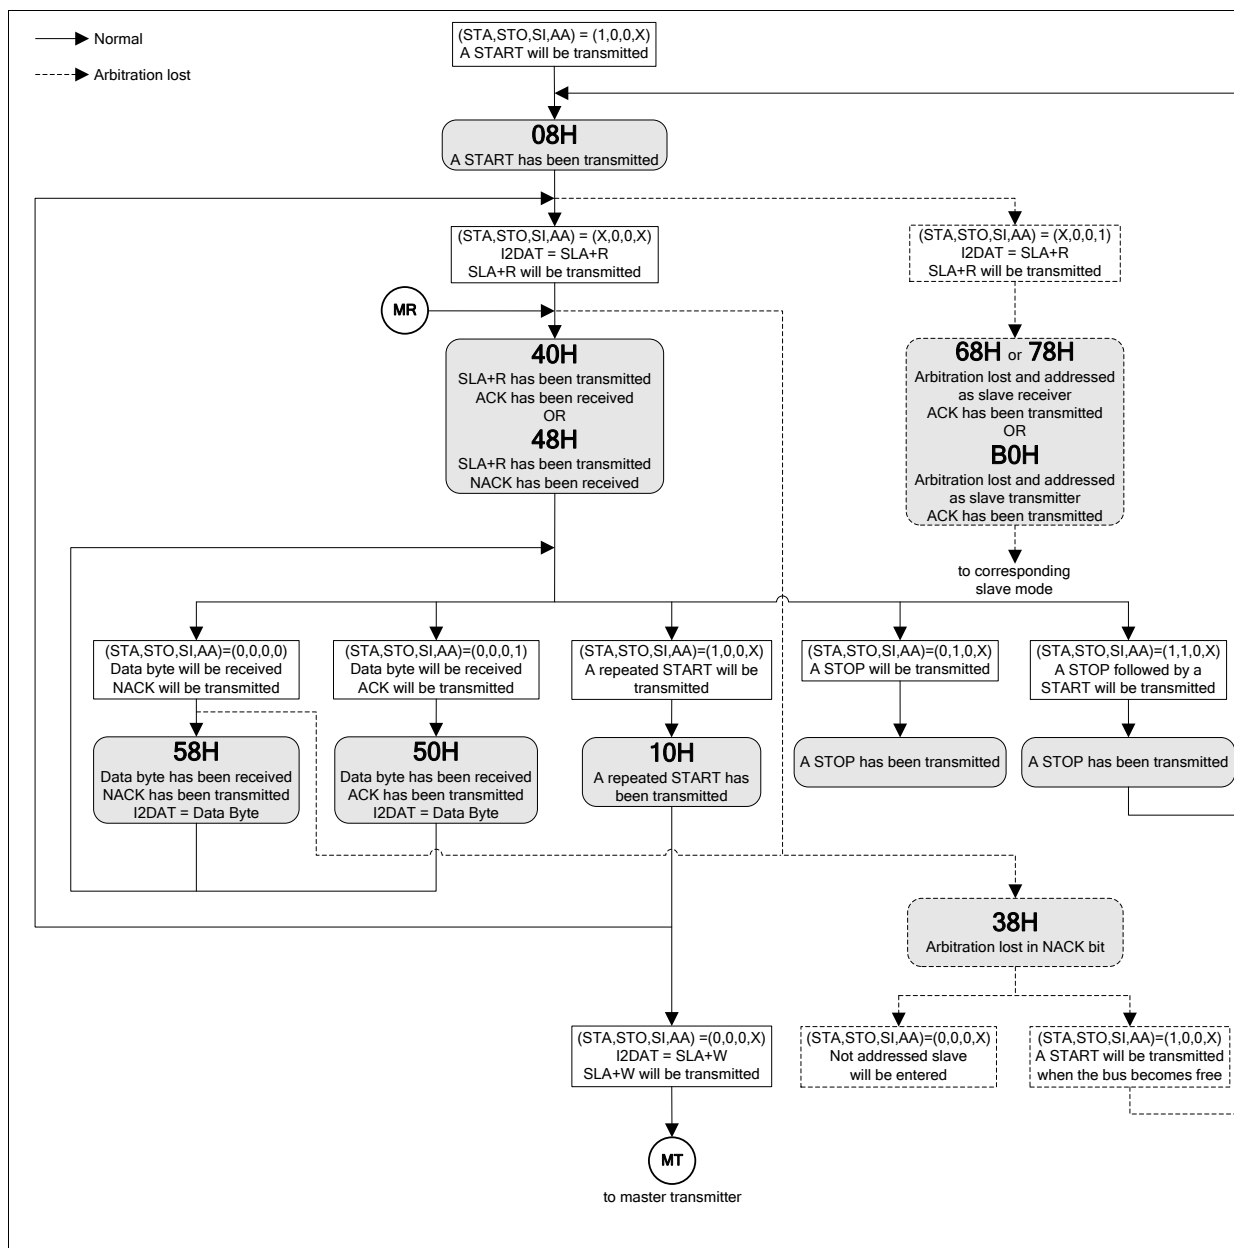 Normal
Arbitration lost
(STA,STO,SI,AA) = (1,0,0,X)
A START will be transmitted
08H
A START has been transmitted
(STA,STO,SI,AA) = (X,0,0,X)
I2DAT = SLA+R
SLA+R will be transmitted
(STA,STO,SI,AA) = (X,0,0,1)
I2DAT = SLA+R
SLA+R will be transmitted
MR
40H
SLA+R has been transmitted
ACK has been received
OR
48H
SLA+R has been transmitted
NACK has been received
68H or 78H
Arbitration lost and addressed
as slave receiver
ACK has been transmitted
OR
B0H
Arbitration lost and addressed
as slave transmitter
ACK has been transmitted
to corresponding
slave mode
(STA,STO,SI,AA)=(0,0,0,0)
Data byte will be received
NACK will be transmitted
(STA,STO,SI,AA)=(0,0,0,1)
Data byte will be received
ACK will be transmitted
(STA,STO,SI,AA)=(1,0,0,X)
A repeated START will be
transmitted
(STA,STO,SI,AA)=(0,1,0,X)
A STOP will be transmitted
(STA,STO,SI,AA)=(1,1,0,X)
A STOP followed by a
START will be transmitted
58H
Data byte has been received
NACK has been transmitted
I2DAT = Data Byte
50H
Data byte has been received
ACK has been transmitted
I2DAT = Data Byte
10H
A repeated START has
been transmitted
A STOP has been transmitted
A STOP has been transmitted
38H
Arbitration lost in NACK bit
(STA,STO,SI,AA) =(0,0,0,X)
I2DAT = SLA+W
SLA+W will be transmitted
(STA,STO,SI,AA)=(0,0,0,X)
Not addressed slave
will be entered
(STA,STO,SI,AA)=(1,0,0,X)
A START will be transmitted
when the bus becomes free
MT
to master transmitter